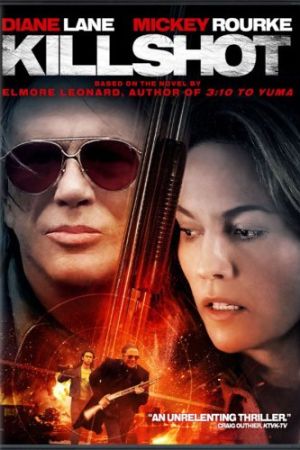 DIANE LANE MICKEY ROURKE
KILLSHOT
BASED ON THE NOVEL BY
ELMORE LEONARD, AUTHOR OF 3:10 TO YUMA
"AN UNRELENTING THRILLER."
CRAIG OUTHIER, KTVK-TV
DVD